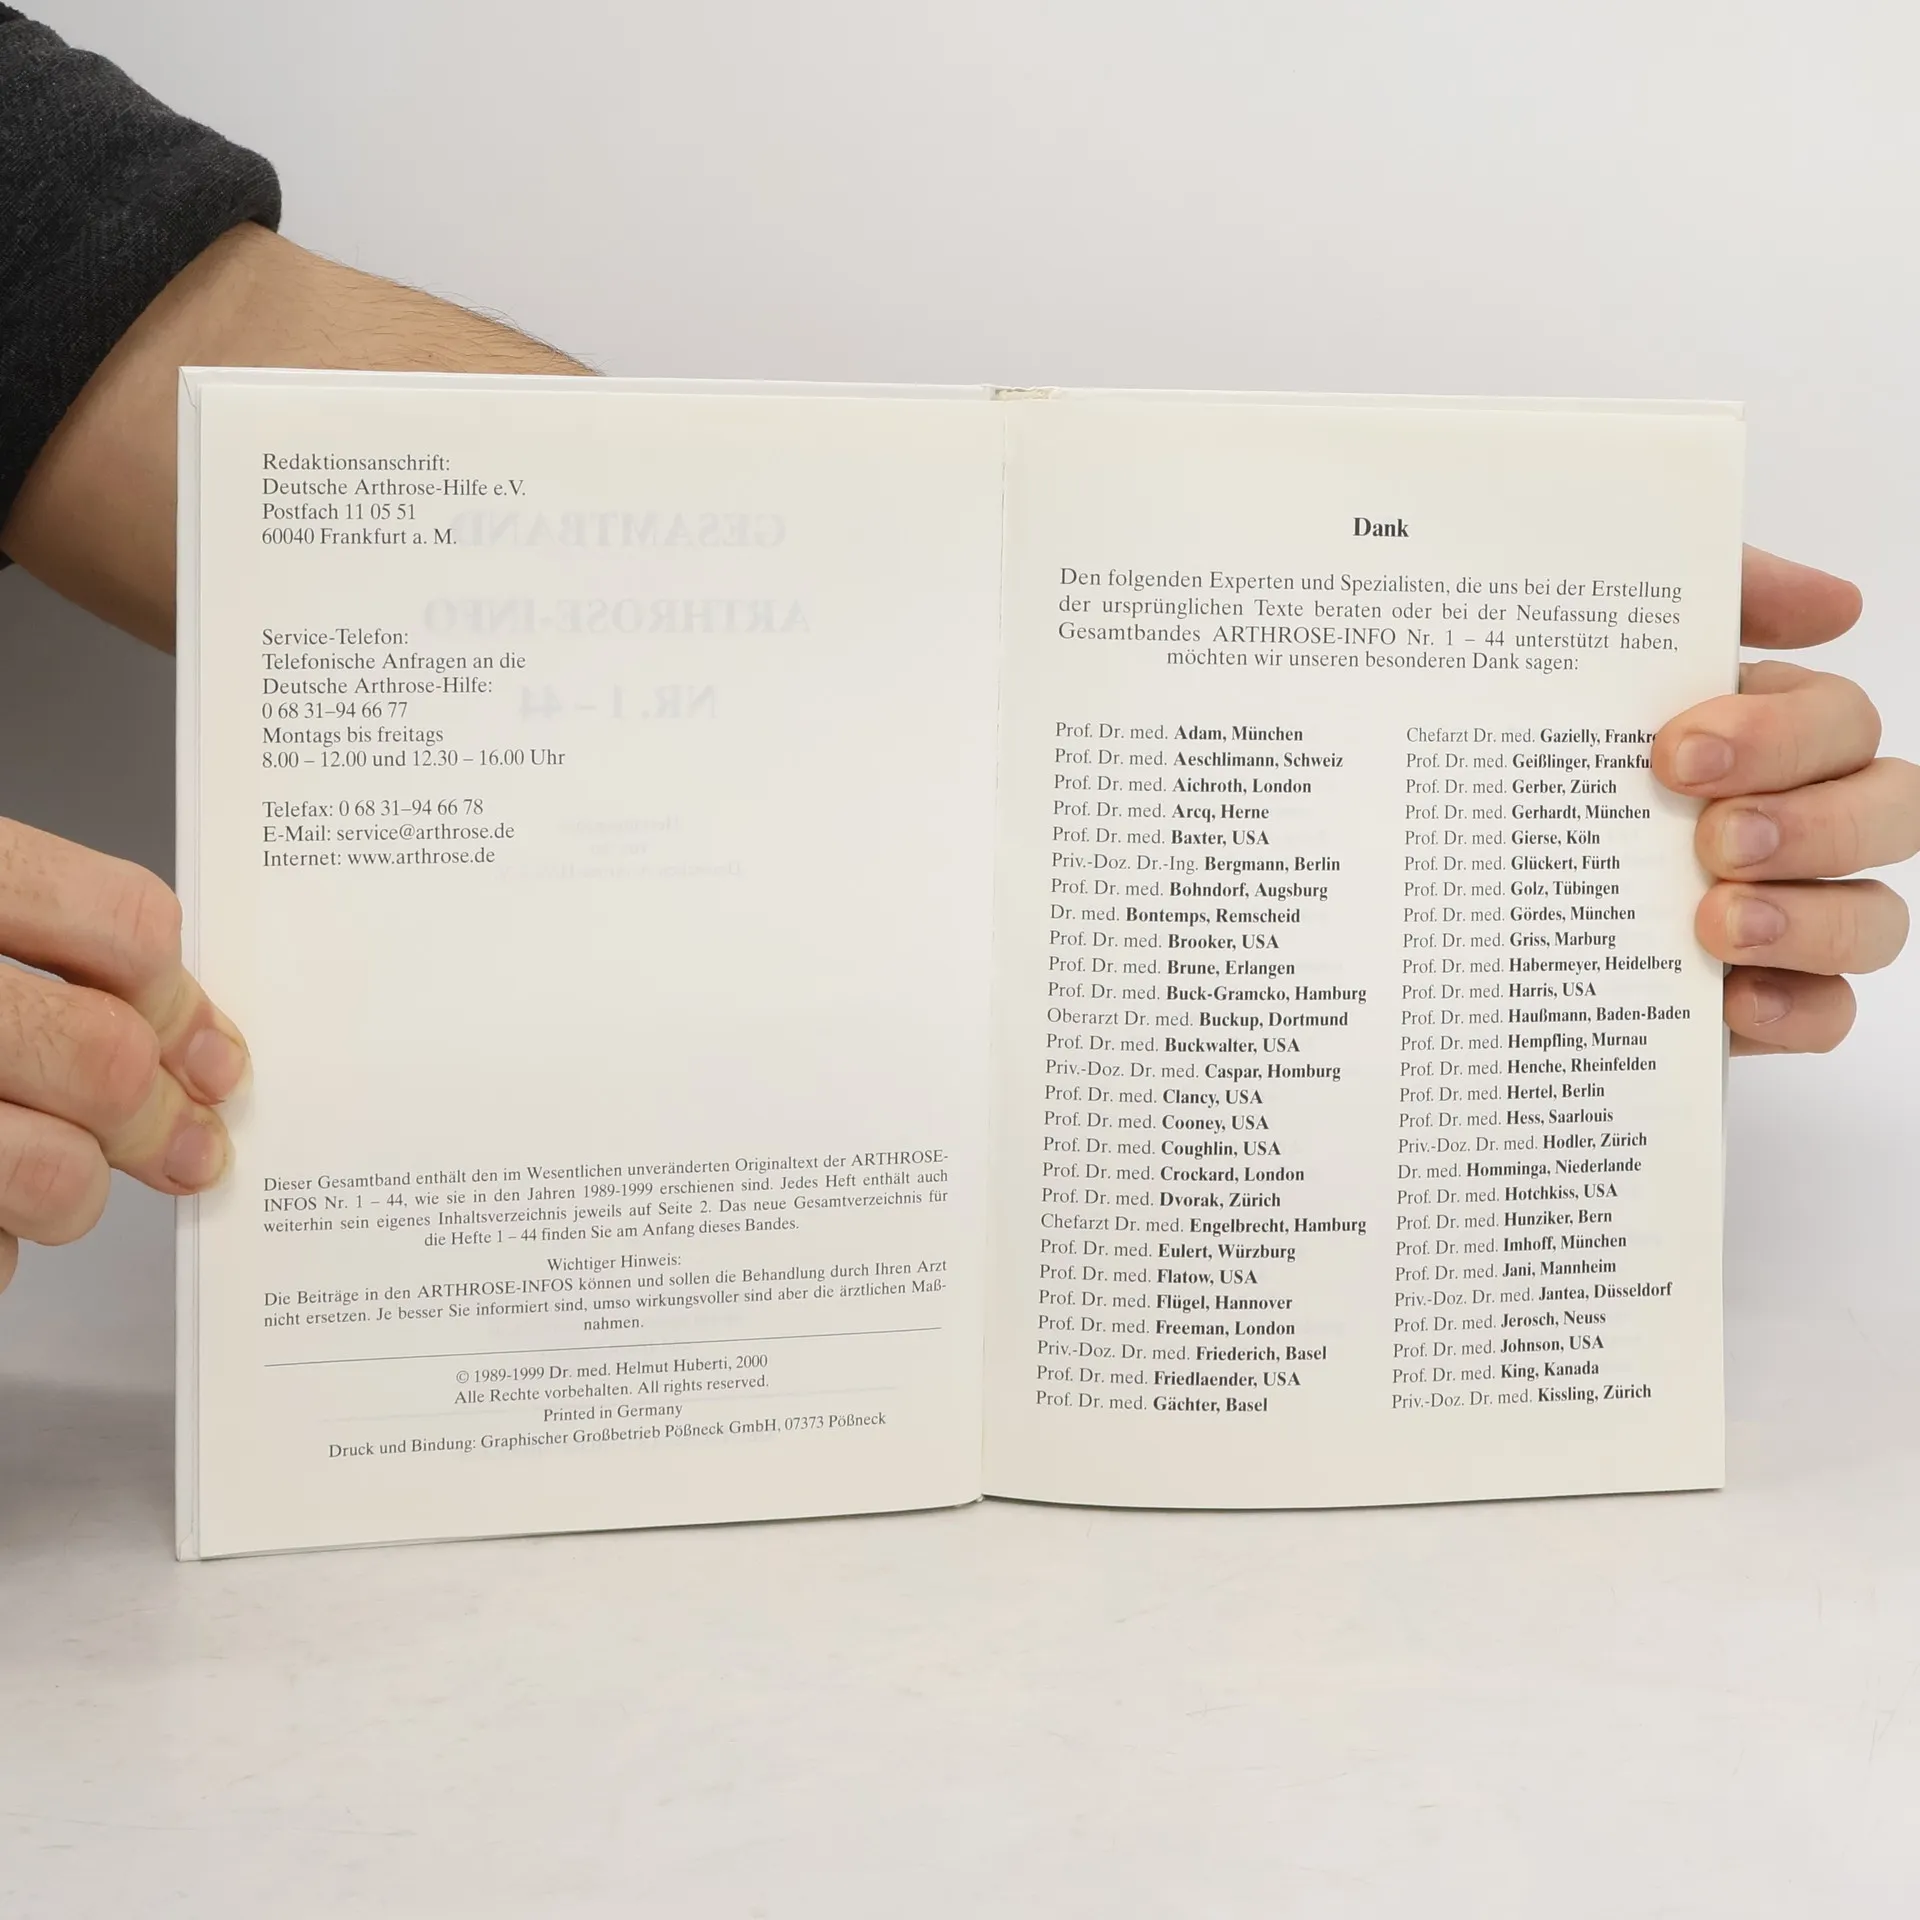 Redaktionsanschrift:
Deutsche Arthrose-Hilfe e.V.
Postfach 11 05 51
60040 Frankfurt a. M.
Service-Telefon:
Telefonische Anfragen an die
Deutsche Arthrose-Hilfe:
0 68 31–94 66 77
Montags bis freitags
8.00 – 12.00 und 12.30 – 16.00 Uhr
Telefax: 0 68 31–94 66 78
E-Mail: service@arthrose.de
Internet: www.arthrose.de
Dieser Gesamtband enthält den im Wesentlichen unveränderten Originaltext der ARTHROSE-
INFOS Nr. 1 – 44, wie sie in den Jahren 1989-1999 erschienen sind. Jedes Heft enthält auch
weiterhin sein eigenes Inhaltsverzeichnis jeweils auf Seite 2. Das neue Gesamtverzeichnis für
die Hefte 1 – 44 finden Sie am Anfang dieses Bandes.
Wichtiger Hinweis:
Die Beiträge in den ARTHROSE-INFOS können und sollen die Behandlung durch Ihren Arzt
nicht ersetzen. Je besser Sie informiert sind, umso wirkungsvoller sind aber die ärztlichen Maß-
nahmen.
© 1989-1999 Dr. med. Helmut Huberti, 2000
Alle Rechte vorbehalten. All rights reserved.
Printed in Germany
Druck und Bindung: Graphischer Großbetrieb Pößneck GmbH, 07373 Pößneck
Dank
Den folgenden Experten und Spezialisten, die uns bei der Erstellung
der ursprünglichen Texte beraten oder bei der Neufassung dieses
Gesamtbandes ARTHROSE-INFO Nr. 1 – 44 unterstützt haben,
möchten wir unseren besonderen Dank sagen:
Prof. Dr. med. Adam, München
Prof. Dr. med. Aeschlimann, Schweiz
Prof. Dr. med. Aichroth, London
Prof. Dr. med. Arcq, Herne
Prof. Dr. med. Baxter, USA
Priv.-Doz. Dr.-Ing. Bergmann, Berlin
Prof. Dr. med. Bohndorf, Augsburg
Dr. med. Bontemps, Remscheid
Prof. Dr. med. Brooker, USA
Prof. Dr. med. Brune, Erlangen
Prof. Dr. med. Buck-Gramcko, Hamburg
Oberarzt Dr. med. Buckup, Dortmund
Prof. Dr. med. Buckwalter, USA
Priv.-Doz. Dr. med. Caspar, Homburg
Prof. Dr. med. Clancy, USA
Prof. Dr. med. Cooney, USA
Prof. Dr. med. Coughlin, USA
Prof. Dr. med. Crockard, London
Prof. Dr. med. Dvorak, Zürich
Chefarzt Dr. med. Engelbrecht, Hamburg
Prof. Dr. med. Eulert, Würzburg
Prof. Dr. med. Flatow, USA
Prof. Dr. med. Flügel, Hannover
Prof. Dr. med. Freeman, London
Priv.-Doz. Dr. med. Friederich, Basel
Prof. Dr. med. Friedlaender, USA
Prof. Dr. med. Gächter, Basel
Chefarzt Dr. med. Gazielly,
Prof. Dr. med. Geißlinger,
Prof. Dr. med. Gerber, Zürich
Prof. Dr. med. Gerhardt, München
Prof. Dr. med. Gierse, Köln
Prof. Dr. med. Glückert, Fürth
Prof. Dr. med. Golz, Tübingen
Prof. Dr. med. Gördes, München
Prof. Dr. med. Griss, Marburg
Prof. Dr. med. Habermeyer, Heidelberg
Prof. Dr. med. Harris, USA
Prof. Dr. med. Haußmann, Baden-Baden
Prof. Dr. med. Hempfling, Murnau
Prof. Dr. med. Henche, Rheinfelden
Prof. Dr. med. Hertel, Berlin
Prof. Dr. med. Hess, Saarlouis
Priv.-Doz. Dr. med. Hodler, Zürich
Dr. med. Homminga, Niederlande
Prof. Dr. med. Hotchkiss, USA
Prof. Dr. med. Hunziker, Bern
Prof. Dr. med. Imhoff, München
Prof. Dr. med. Jani, Mannheim
Priv.-Doz. Dr. med. Jantea, Düsseldorf
Prof. Dr. med. Jerosch, Neuss
Prof. Dr. med. Johnson, USA
Prof. Dr. med. King, Kanada
Priv.-Doz. Dr. med. Kissling, Zürich